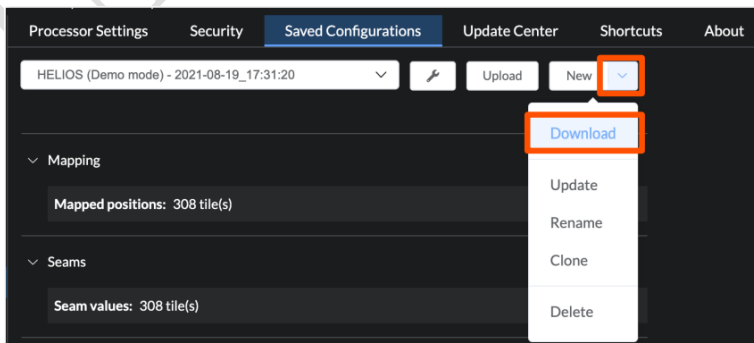 Processor Settings Security Saved Configurations Update Center Shortcuts About
HELIOS (Demo mode) - 2021-08-19_17:31:20 Upload New
Download
Mapping
Update
Mapped positions: 308 tile(s)
Rename
Seams
Clone
Seam values: 308 tile(s)
Delete